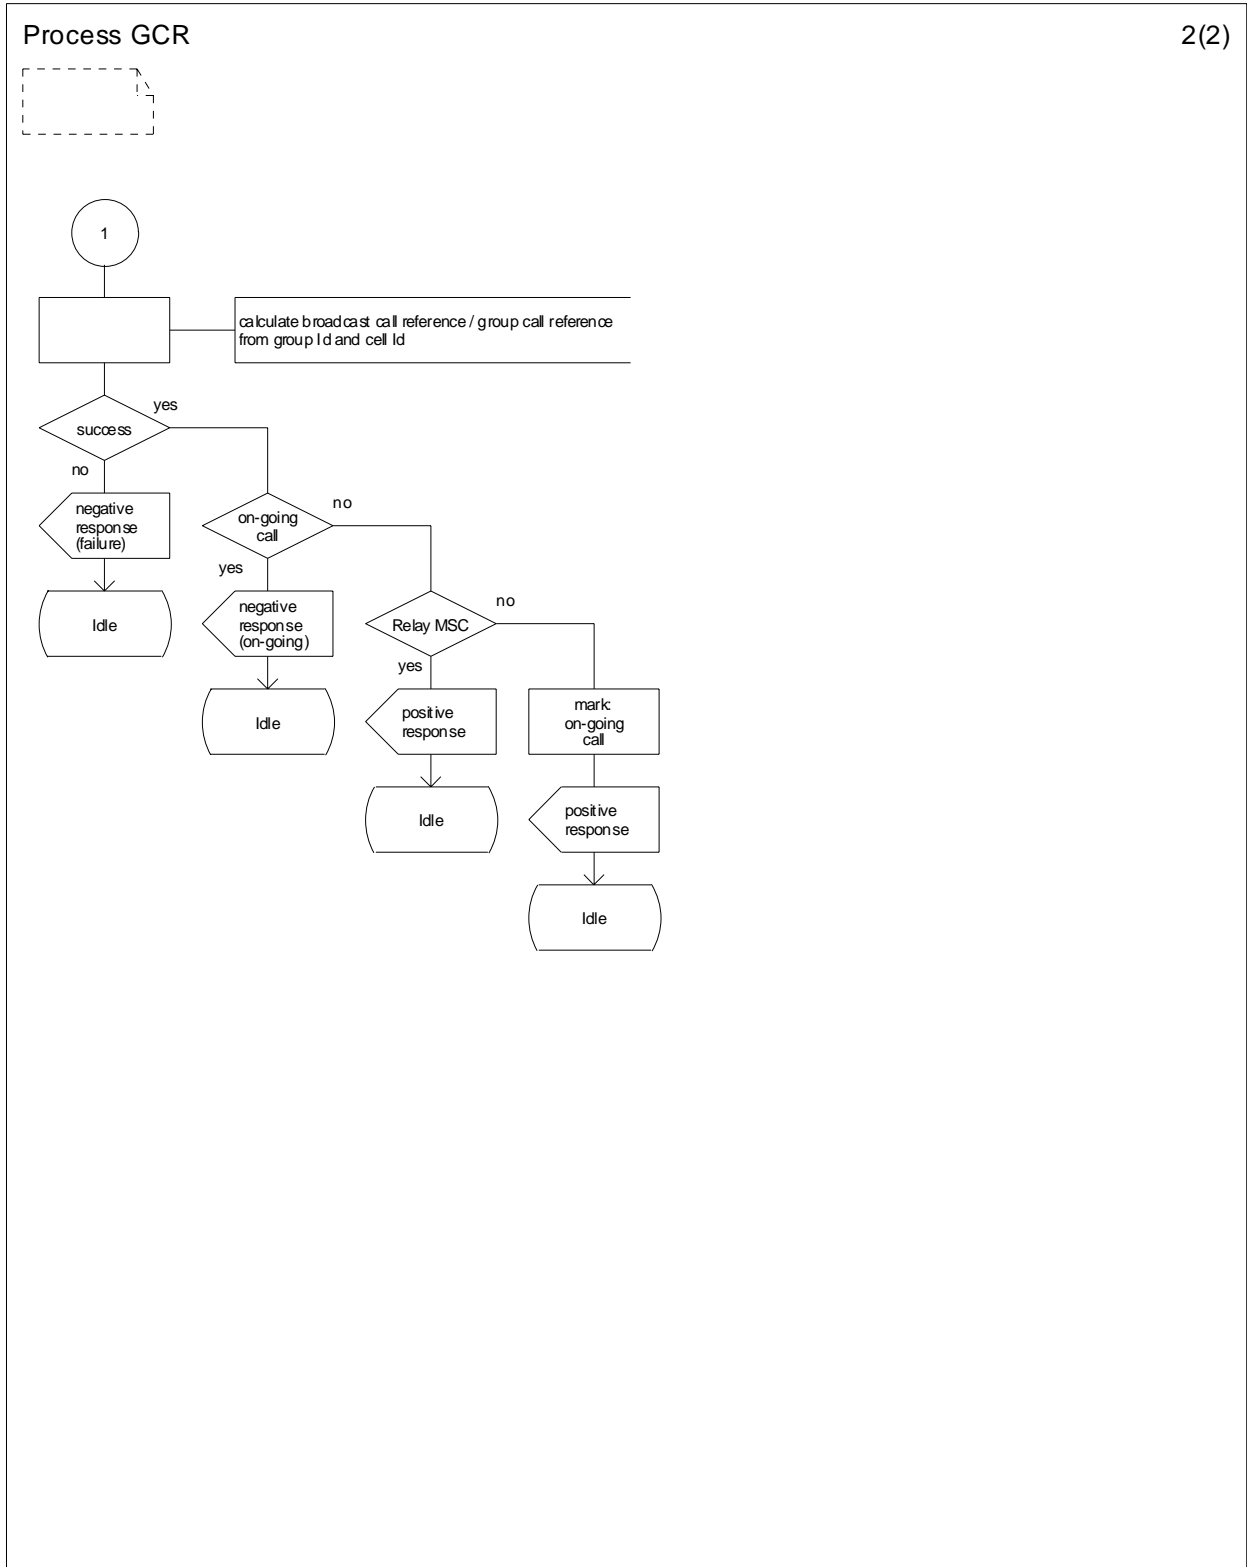 Process GCR
2(2)
1
calculate broadcast call reference / group call reference
from group Id and cell Id
yes
success
no
negative
response
(failure)
Idle
no
on-going
call
yes
negative
response
(on-going)
Idle
no
Relay MSC
yes
positive
response
Idle
mark:
on-going
call
positive
response
Idle